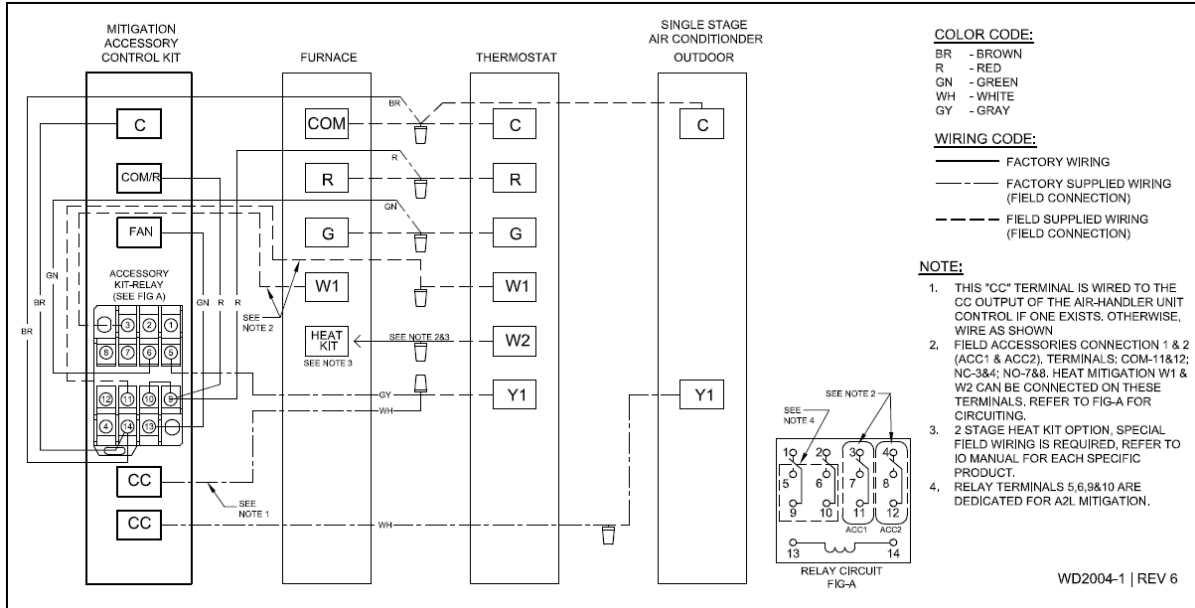 MITIGATION
ACCESSORY
CONTROL KIT
FURNACE
THERMOSTAT
SINGLE STAGE
AIR CONDITIONDER
OUTDOOR
BR
C
COM
C
C
COM/R
R
R
R
FAN
GN
G
G
ACCESSORY
KIT-RELAY
(SEE FIG A)
W1
W1
SEE
NOTE 2
GN
BR
BR
GN
R
R
3
2
1
8
7
6
5
12
11
10
9
4
14
13
HEAT
KIT
SEE NOTE 3
SEE NOTE 2&3
W2
GY
Y1
Y1
WH
CC
SEE
NOTE 1
CC
WH
COLOR CODE:
BR - BROWN
R - RED
GN - GREEN
WH - WHITE
GY - GRAY
WIRING CODE:
FACTORY WIRING
FACTORY SUPPLIED WIRING
(FIELD CONNECTION)
FIELD SUPPLIED WIRING
(FIELD CONNECTION)
NOTE:
1. THIS "CC" TERMINAL IS WIRED TO THE
CC OUTPUT OF THE AIR-HANDLER UNIT
CONTROL IF ONE EXISTS. OTHERWISE,
WIRE AS SHOWN
2. FIELD ACCESSORIES CONNECTION 1 & 2
(ACC1 & ACC2). TERMINALS: COM-11&12;
NC-3&4; NO-7&8. HEAT MITIGATION W1 &
W2 CAN BE CONNECTED ON THESE
TERMINALS. REFER TO FIG-A FOR
CIRCUITING.
3. 2 STAGE HEAT KIT OPTION, SPECIAL
FIELD WIRING IS REQUIRED, REFER TO
IO MANUAL FOR EACH SPECIFIC
PRODUCT.
4. RELAY TERMINALS 5,6,9&10 ARE
DEDICATED FOR A2L MITIGATION.
SEE NOTE 2
SEE
NOTE 4
1 2 3 4
5 6 7 8
9 10 11 12
ACC1 ACC2
13 14
RELAY CIRCUIT
FIG-A
WD2004-1 | REV 6